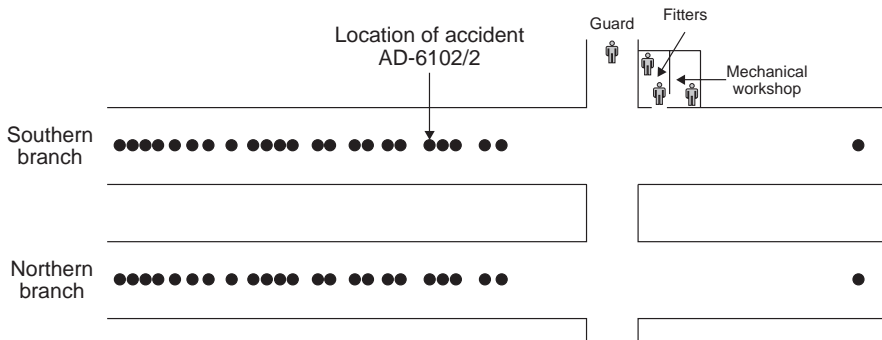 Guard
Fitters
Location of accident
AD-6102/2
Mechanical
workshop
Southern
branch
Northern
branch